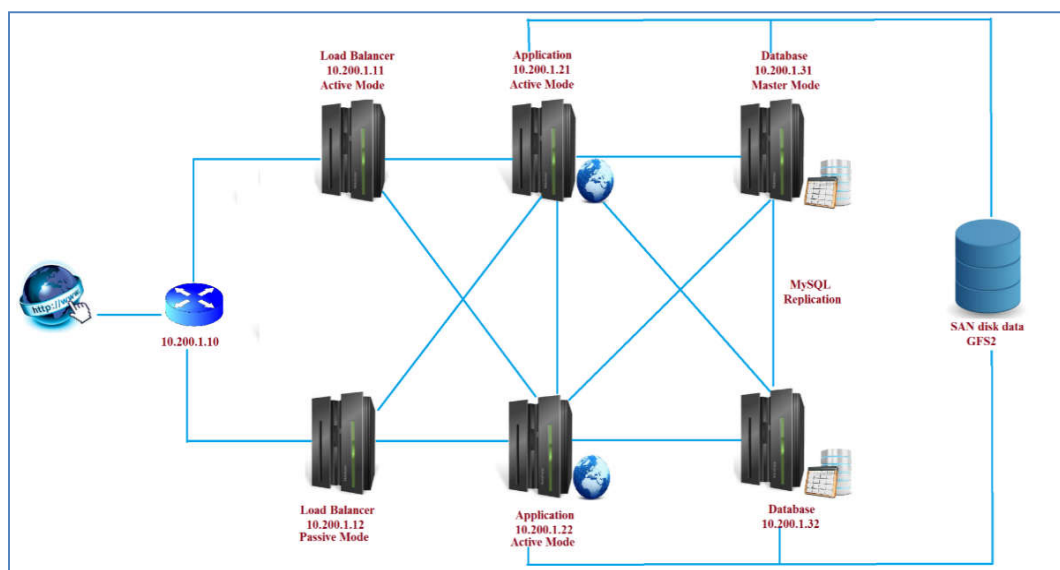 Load Balancer
10.200.1.11
Active Mode
Application
10.200.1.21
Active Mode
Database
10.200.1.31
Master Mode
http://www
10.200.1.10
MySQL
Replication
SAN disk data
GFS2
Load Balancer
10.200.1.12
Passive Mode
Application
10.200.1.22
Active Mode
Database
10.200.1.32